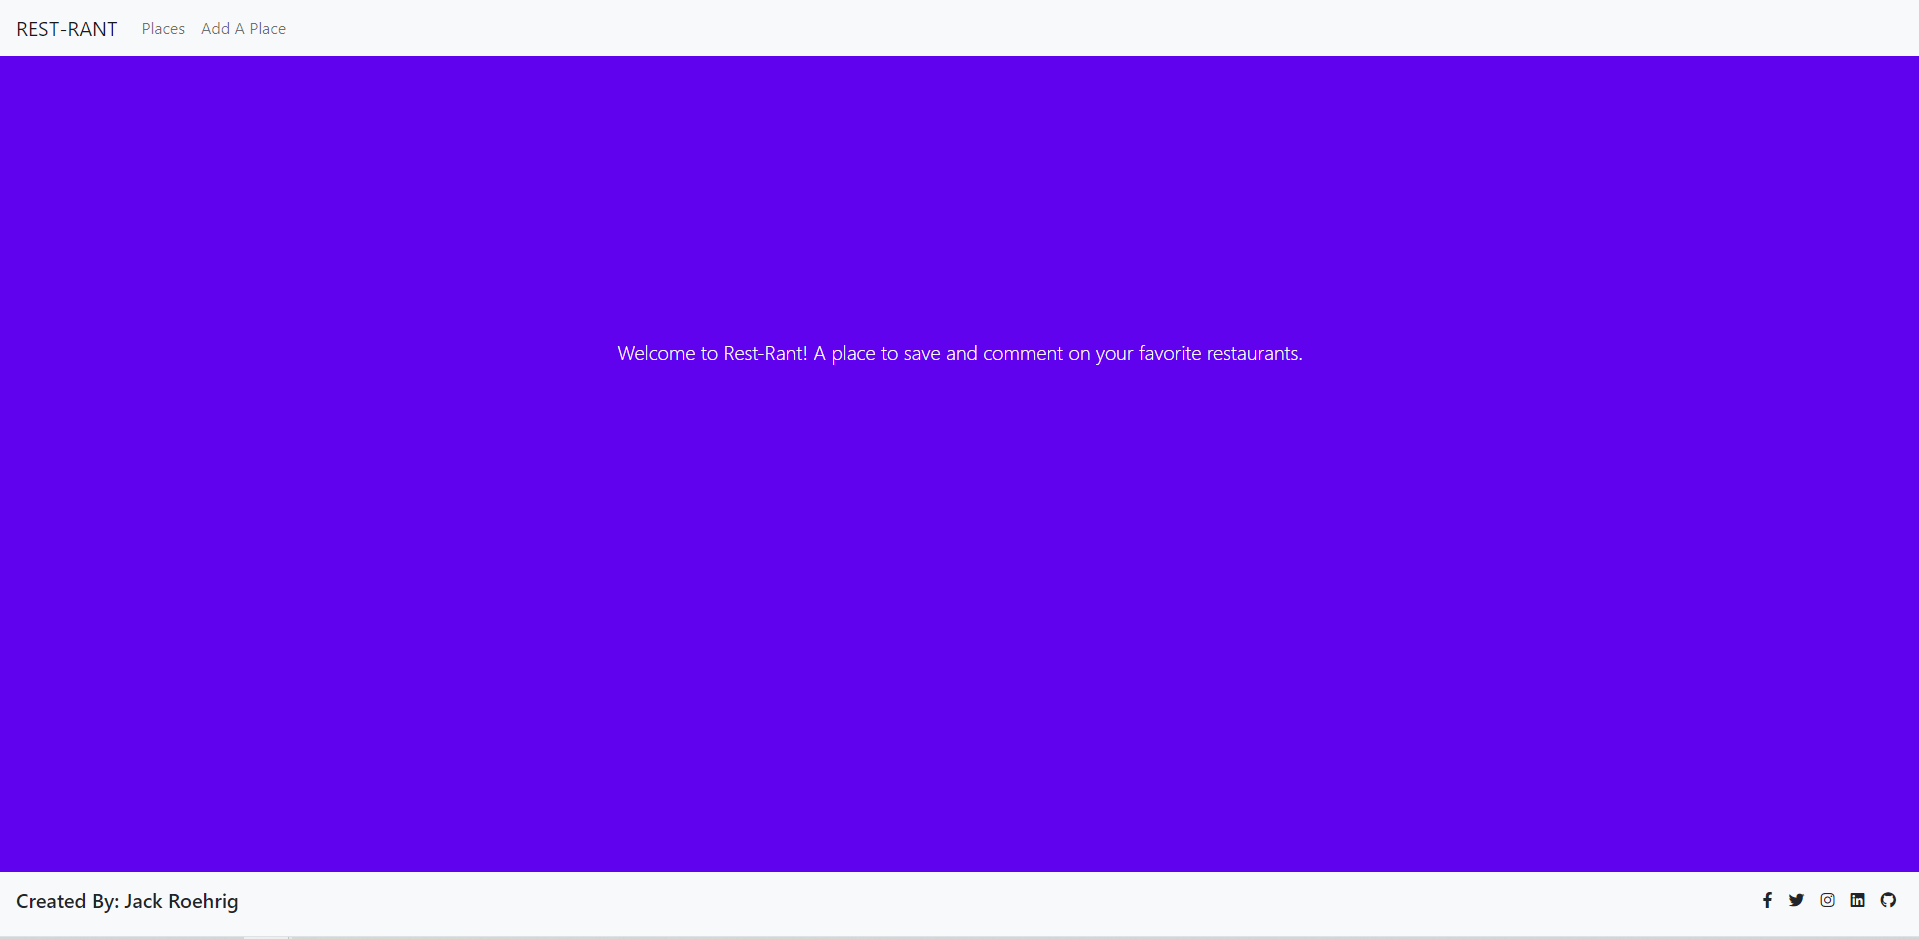 REST-RANT Places Add A Place
Welcome to Rest-Rant! A place to save and comment on your favorite restaurants.
Created By: Jack Roehrig